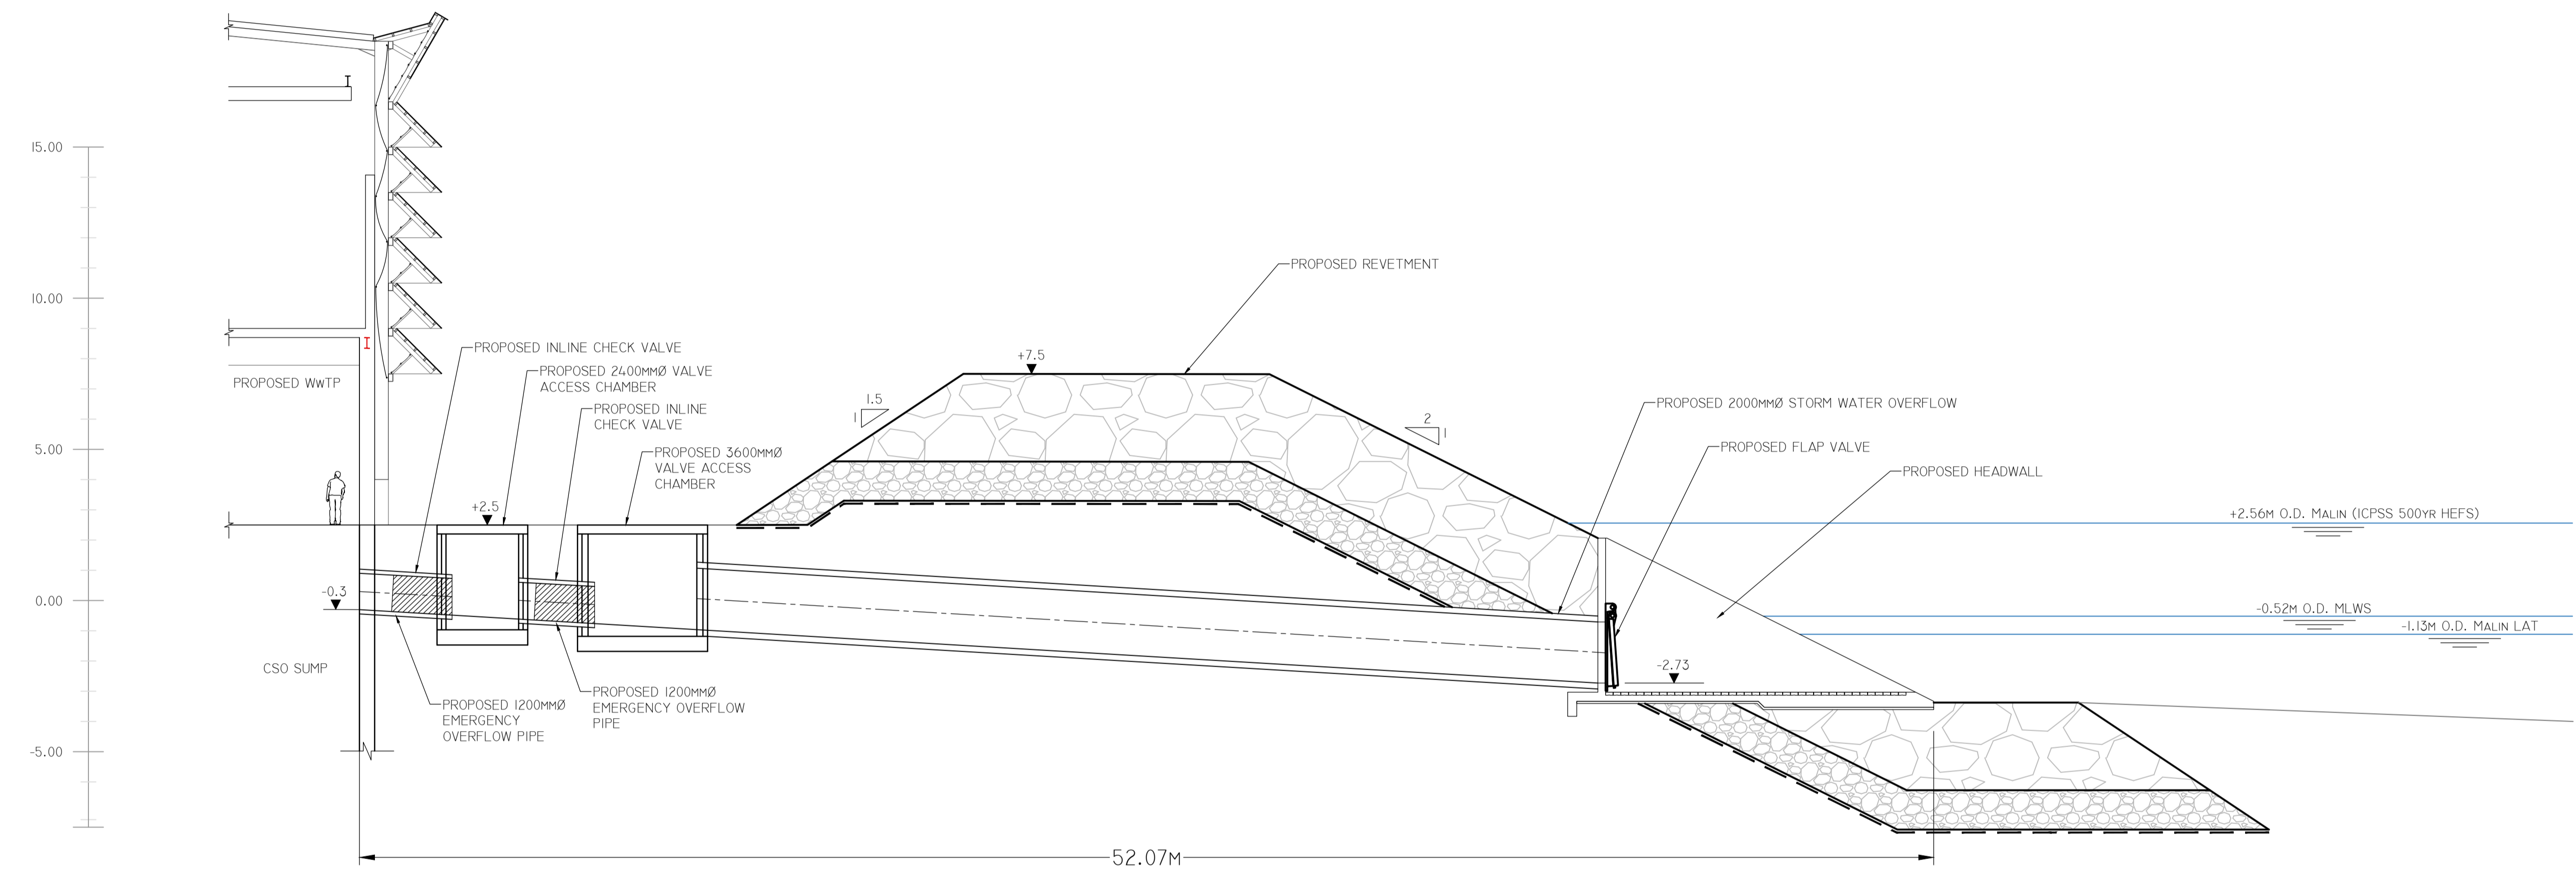 15.00
10.00
5.00
0.00
-5.00
PROPOSED WwTP
CSO SUMP
-0.3
PROPOSED INLINE CHECK VALVE
PROPOSED 2400MMØ VALVE
ACCESS CHAMBER
PROPOSED INLINE
CHECK VALVE
PROPOSED 3600MMØ
VALVE ACCESS
CHAMBER
+2.5
PROPOSED 1200MMØ
EMERGENCY
OVERFLOW PIPE
PROPOSED 1200MMØ
EMERGENCY OVERFLOW
PIPE
1.5
1
+7.5
PROPOSED REVETMENT
2
1
PROPOSED 2000MMØ STORM WATER OVERFLOW
PROPOSED FLAP VALVE
PROPOSED HEADWALL
+2.56M O.D. MALIN (ICPSS 500YR HEFS)
-0.52M O.D. MLWS
-1.13M O.D. MALIN LAT
-2.73
52.07M